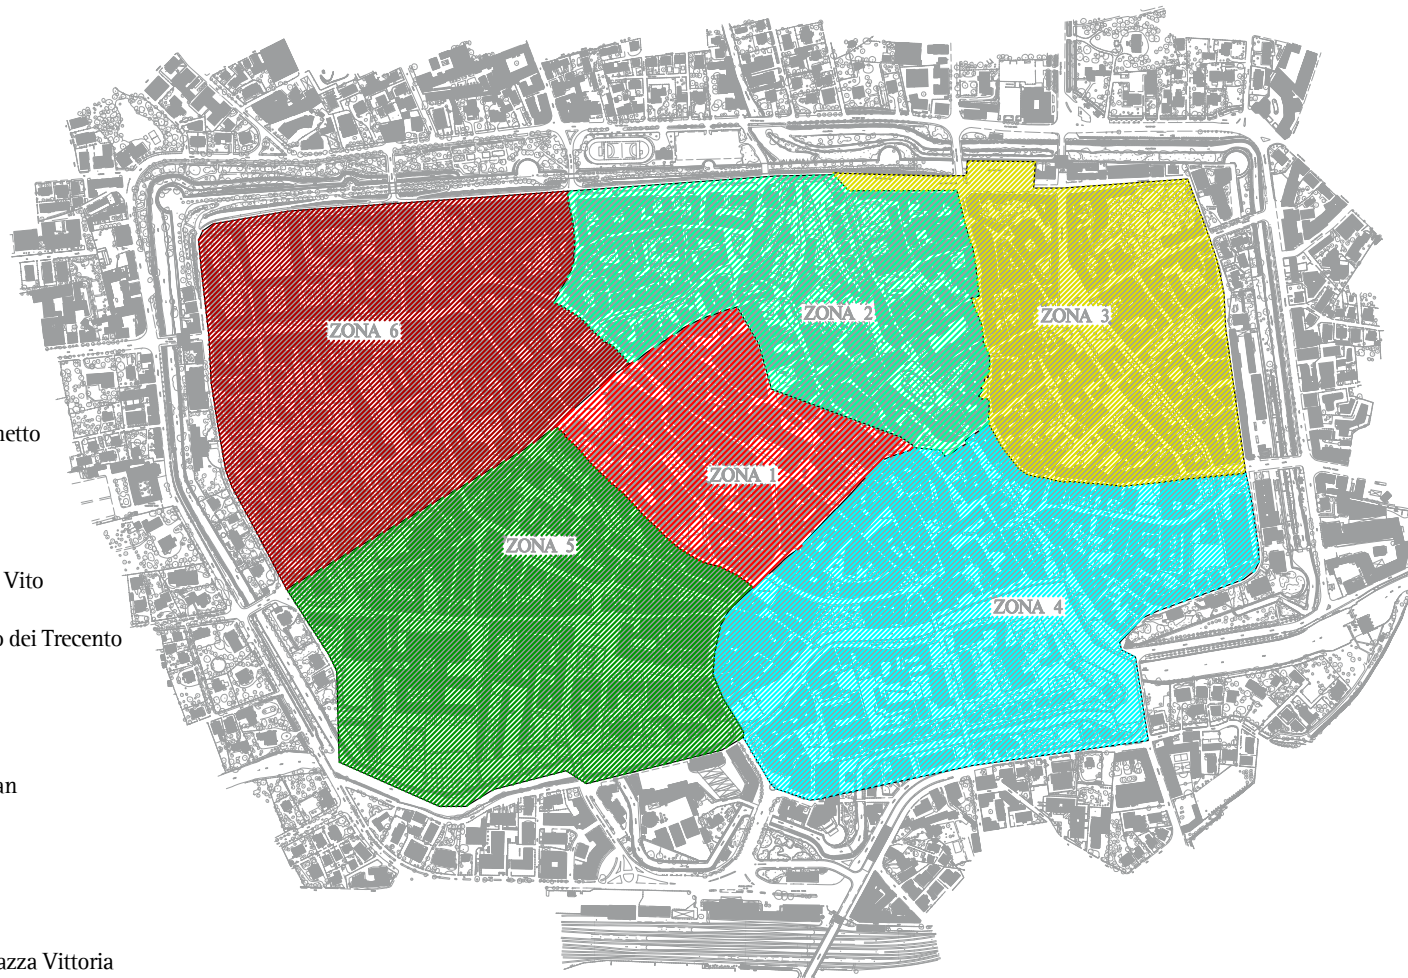 ZONA 6
ZONA 2
ZONA 3
netto
ZONA 1
ZONA 5
Vito
ZONA 4
o dei Trecento
an
azza Vittoria